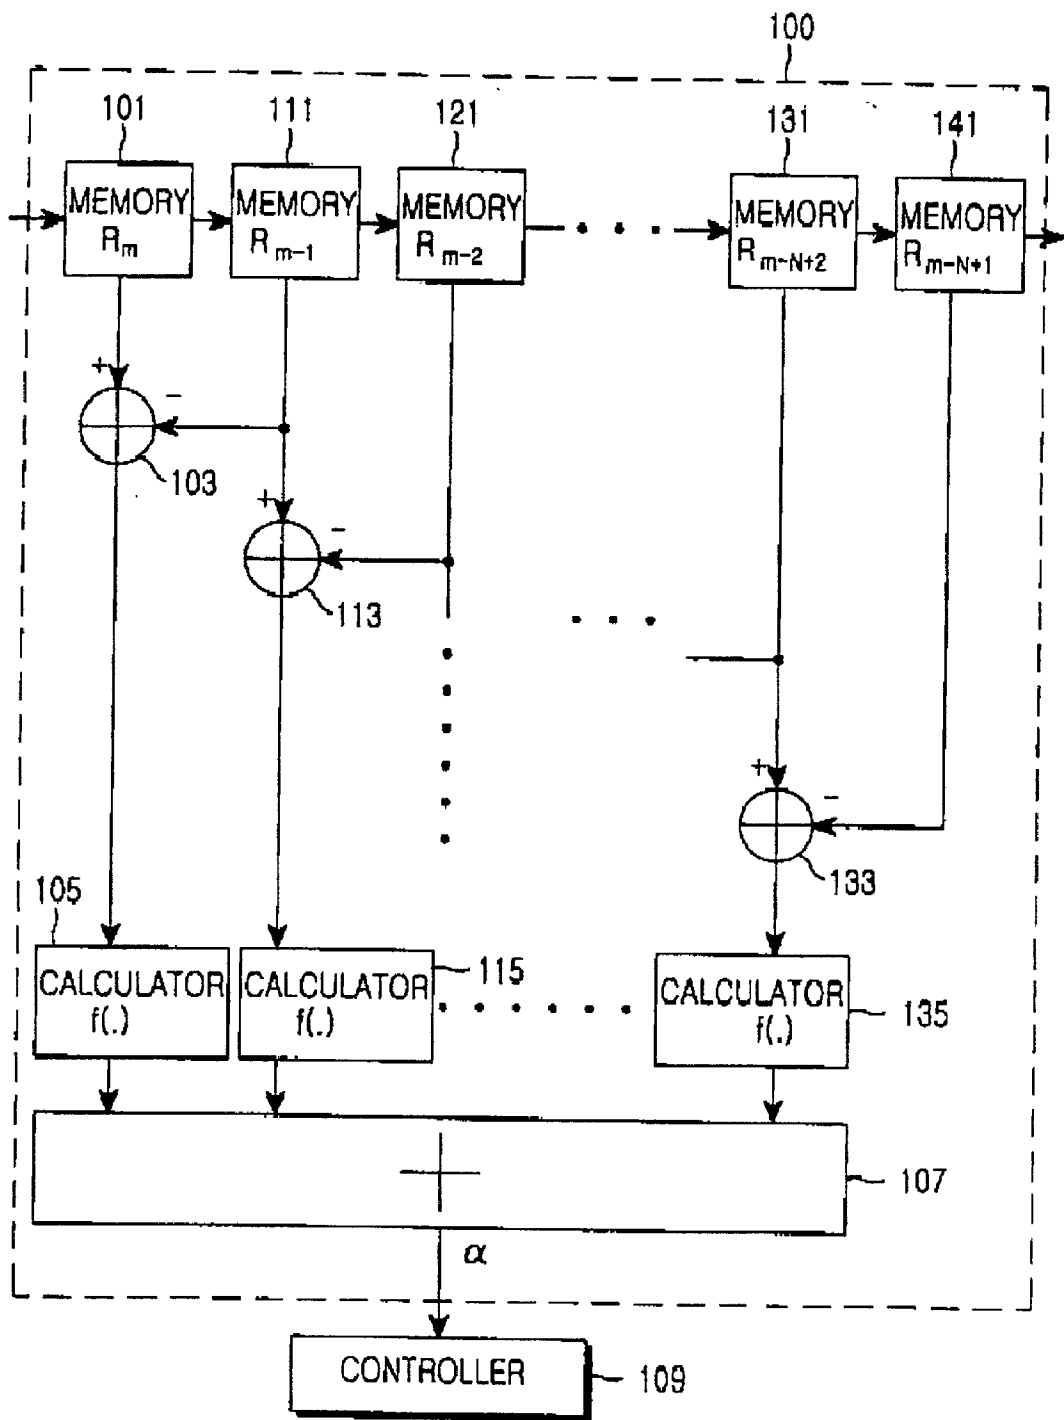 100
101 111 121 131 141
MEMORY Rm
MEMORY Rm-1
MEMORY Rm-2
MEMORY Rm-N+2
MEMORY Rm-N+1
+
-
103
+
-
113
+
-
133
105
CALCULATOR f(.)
CALCULATOR f(.)
115
CALCULATOR f(.)
135
+
107
α
CONTROLLER
109